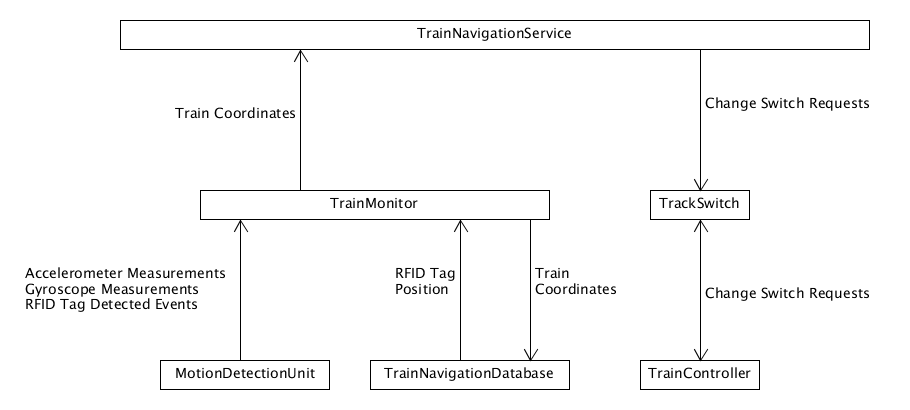 TrainNavigationService
Train Coordinates
Change Switch Requests
TrainMonitor
TrackSwitch
Accelerometer Measurements
Gyroscope Measurements
RFID Tag Detected Events
RFID Tag
Position
Train
Coordinates
Change Switch Requests
MotionDetectionUnit
TrainNavigationDatabase
TrainController